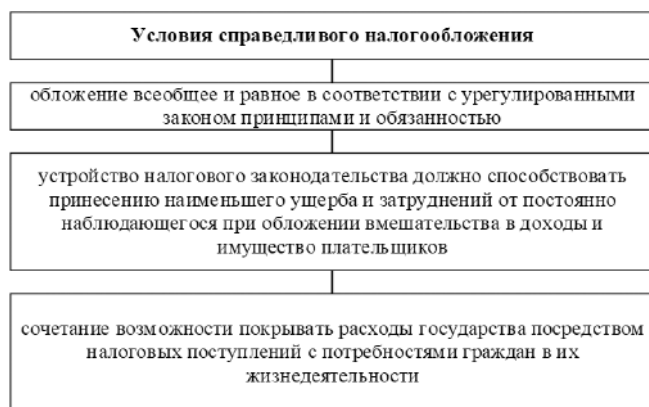 Условия справедливого налогообложения
обложение всеобщее и равное в соответствии с урегулированными
законом принципами и обязанностью
устройство налогового законодательства должно способствовать
принесению наименьшего ущерба и затруднений от постоянно
наблюдающегося при обложении вмешательства в доходы и
имущество плательщиков
сочетание возможности покрывать расходы государства посредством
налоговых поступлений с потребностями граждан в их
жизнедеятельности